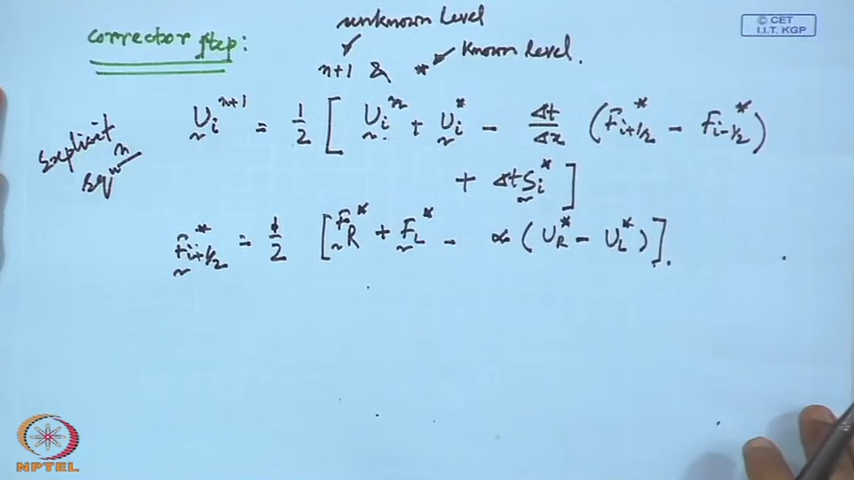 unknown level
corrector step:
n+1 & * Known level.
© CET
I.I.T. KGP
Explicit eqn
U_i^{n+1} = 1/2 [ U_i^n + U_i^* - Δt/Δx (F_{i+1/2}^* - F_{i-1/2}^*)
+ Δt S_i^* ]
F_{i+1/2}^* = 1/2 [ F_R^* + F_L^* - α ( U_R^* - U_L^* ) ].
NPTEL